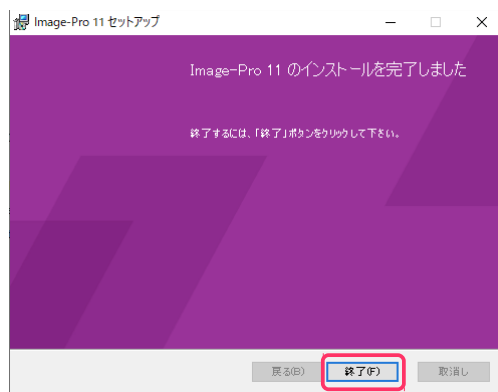 Image-Pro 11 セットアップ
Image-Pro 11 のインストールを完了しました
終了するには、「終了」ボタンをクリックして下さい。
戻る(B)
終了(F)
取消し